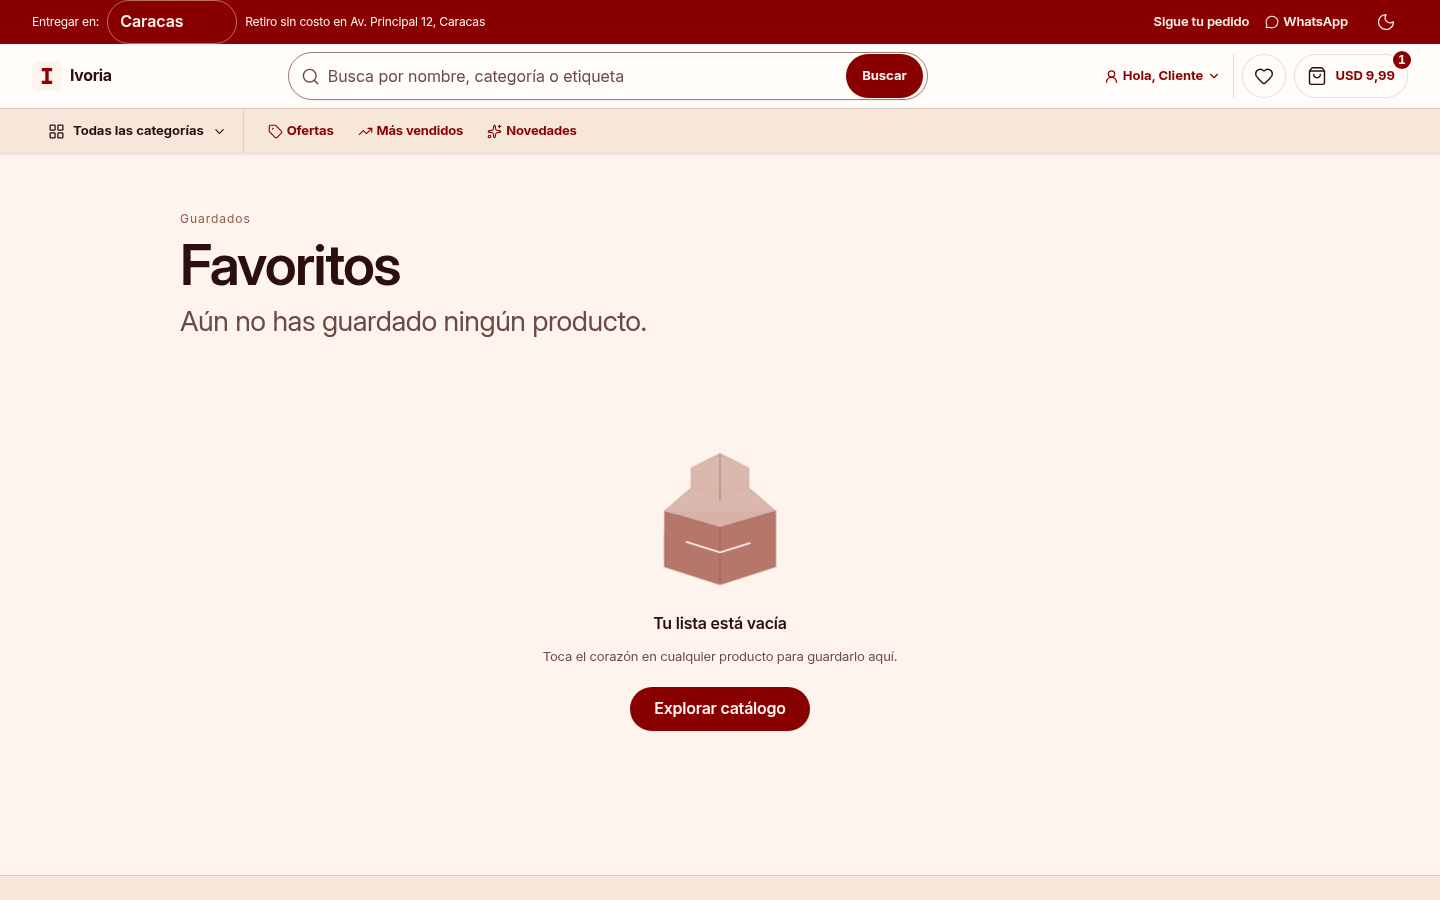 Entregar en: Caracas Retiro sin costo en Av. Principal 12, Caracas Sigue tu pedido WhatsApp
I Ivoria Busca por nombre, categoría o etiqueta Buscar Hola, Cliente USD 9,99 1
Todas las categorías Ofertas Más vendidos Novedades
Guardados
Favoritos
Aún no has guardado ningún producto.
Tu lista está vacía
Toca el corazón en cualquier producto para guardarlo aquí.
Explorar catálogo